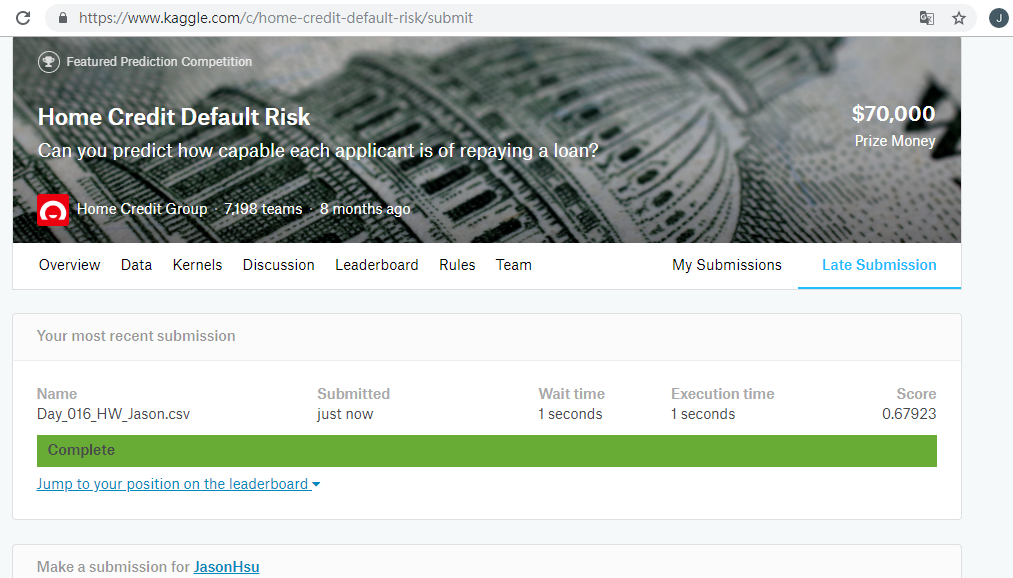 https://www.kaggle.com/c/home-credit-default-risk/submit
J
Featured Prediction Competition
Home Credit Default Risk
Can you predict how capable each applicant is of repaying a loan?
$70,000
Prize Money
Home Credit Group · 7,198 teams · 8 months ago
Overview Data Kernels Discussion Leaderboard Rules Team My Submissions Late Submission
Your most recent submission
Name Submitted Wait time Execution time Score
Day_016_HW_Jason.csv just now 1 seconds 1 seconds 0.67923
Complete
Jump to your position on the leaderboard
Make a submission for JasonHsu